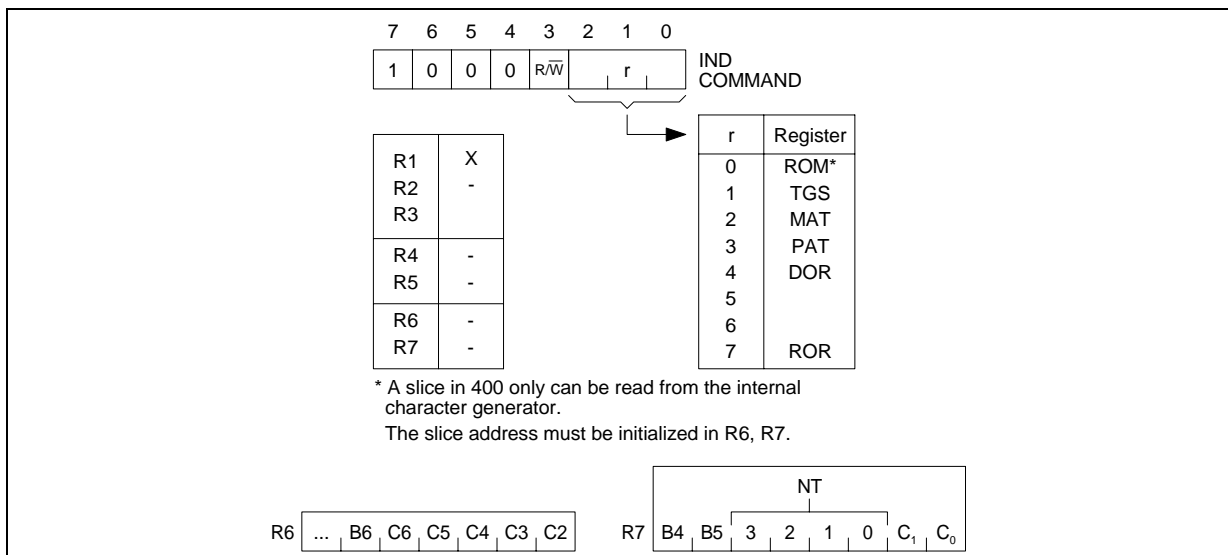 7 6 5 4 3 2 1 0
1 0 0 0 R/W̅ r IND
COMMAND
r Register
R1 X
R2 -
R3
R4 -
R5 -
R6 -
R7 -
0 ROM*
1 TGS
2 MAT
3 PAT
4 DOR
5
6
7 ROR
* A slice in 400 only can be read from the internal
character generator.
The slice address must be initialized in R6, R7.
NT
R6 ... B6 C6 C5 C4 C3 C2
R7 B4 B5 3 2 1 0 C₁ C₀